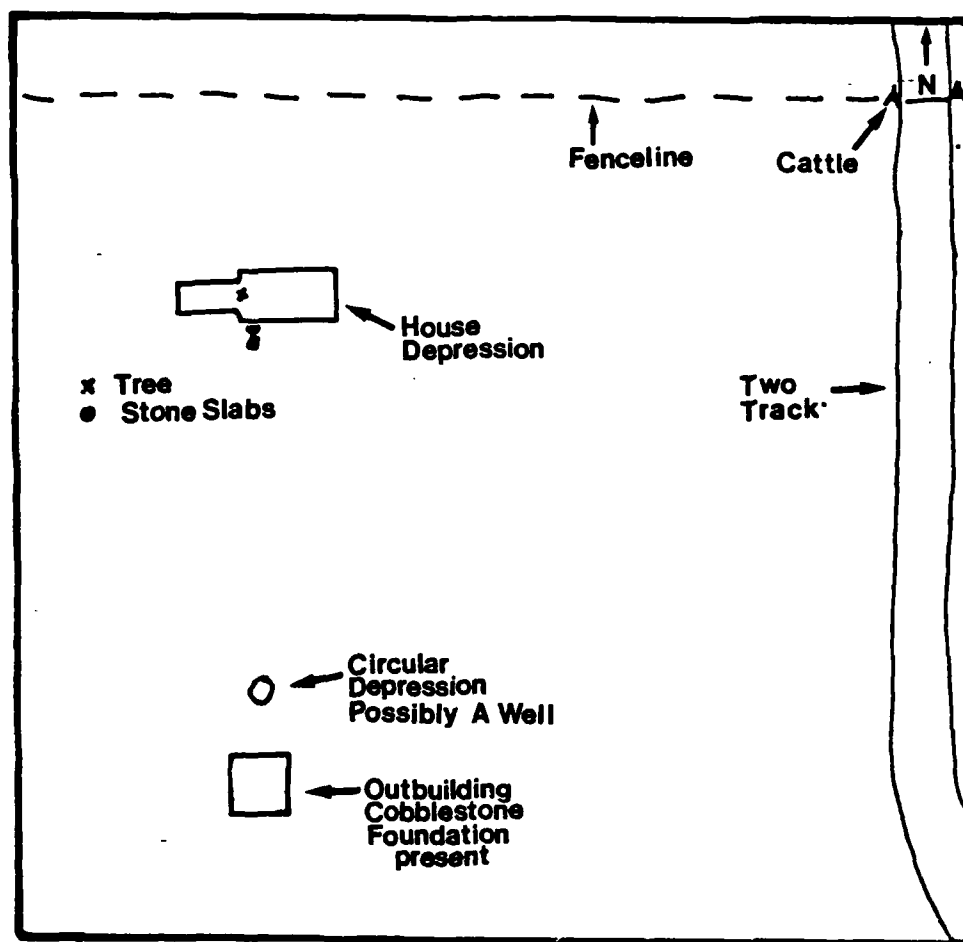 N
Fenceline
Cattle
House
Depression
x Tree
● Stone Slabs
Two
Track
Circular
Depression
Possibly A Well
Outbuilding
Cobblestone
Foundation
present